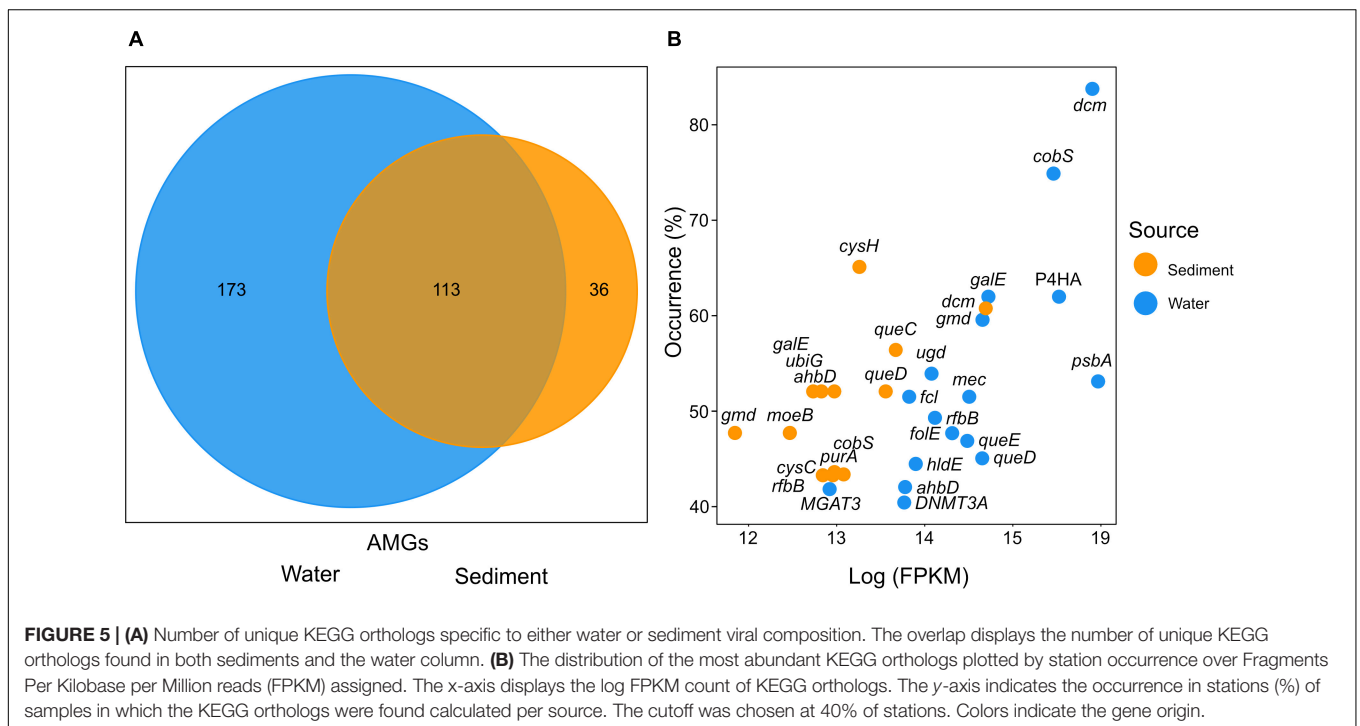 A
B
173
113
36
AMGs
Water
Sediment
Occurrence (%)
80
70
60
50
40
dcm
cobS
cysH
galE
P4HA
dcm
gmd
queC
ugd
psbA
galE
ubiG
ahbD
queD
mec
fcl
gmd
moeB
rfbB
folE
queE
cobS
purA
queD
cysC
hldE
rfbB
ahbD
MGAT3
DNMT3A
12
13
14
15
19
Log (FPKM)
Source
Sediment
Water
FIGURE 5 | (A) Number of unique KEGG orthologs specific to either water or sediment viral composition. The overlap displays the number of unique KEGG
orthologs found in both sediments and the water column. (B) The distribution of the most abundant KEGG orthologs plotted by station occurrence over Fragments
Per Kilobase per Million reads (FPKM) assigned. The x-axis displays the log FPKM count of KEGG orthologs. The y-axis indicates the occurrence in stations (%) of
samples in which the KEGG orthologs were found calculated per source. The cutoff was chosen at 40% of stations. Colors indicate the gene origin.